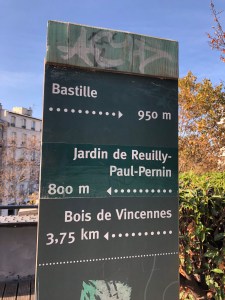 Bastille
950 m
Jardin de Reuilly-
Paul-Pernin
800 m
Bois de Vincennes
3,75 km